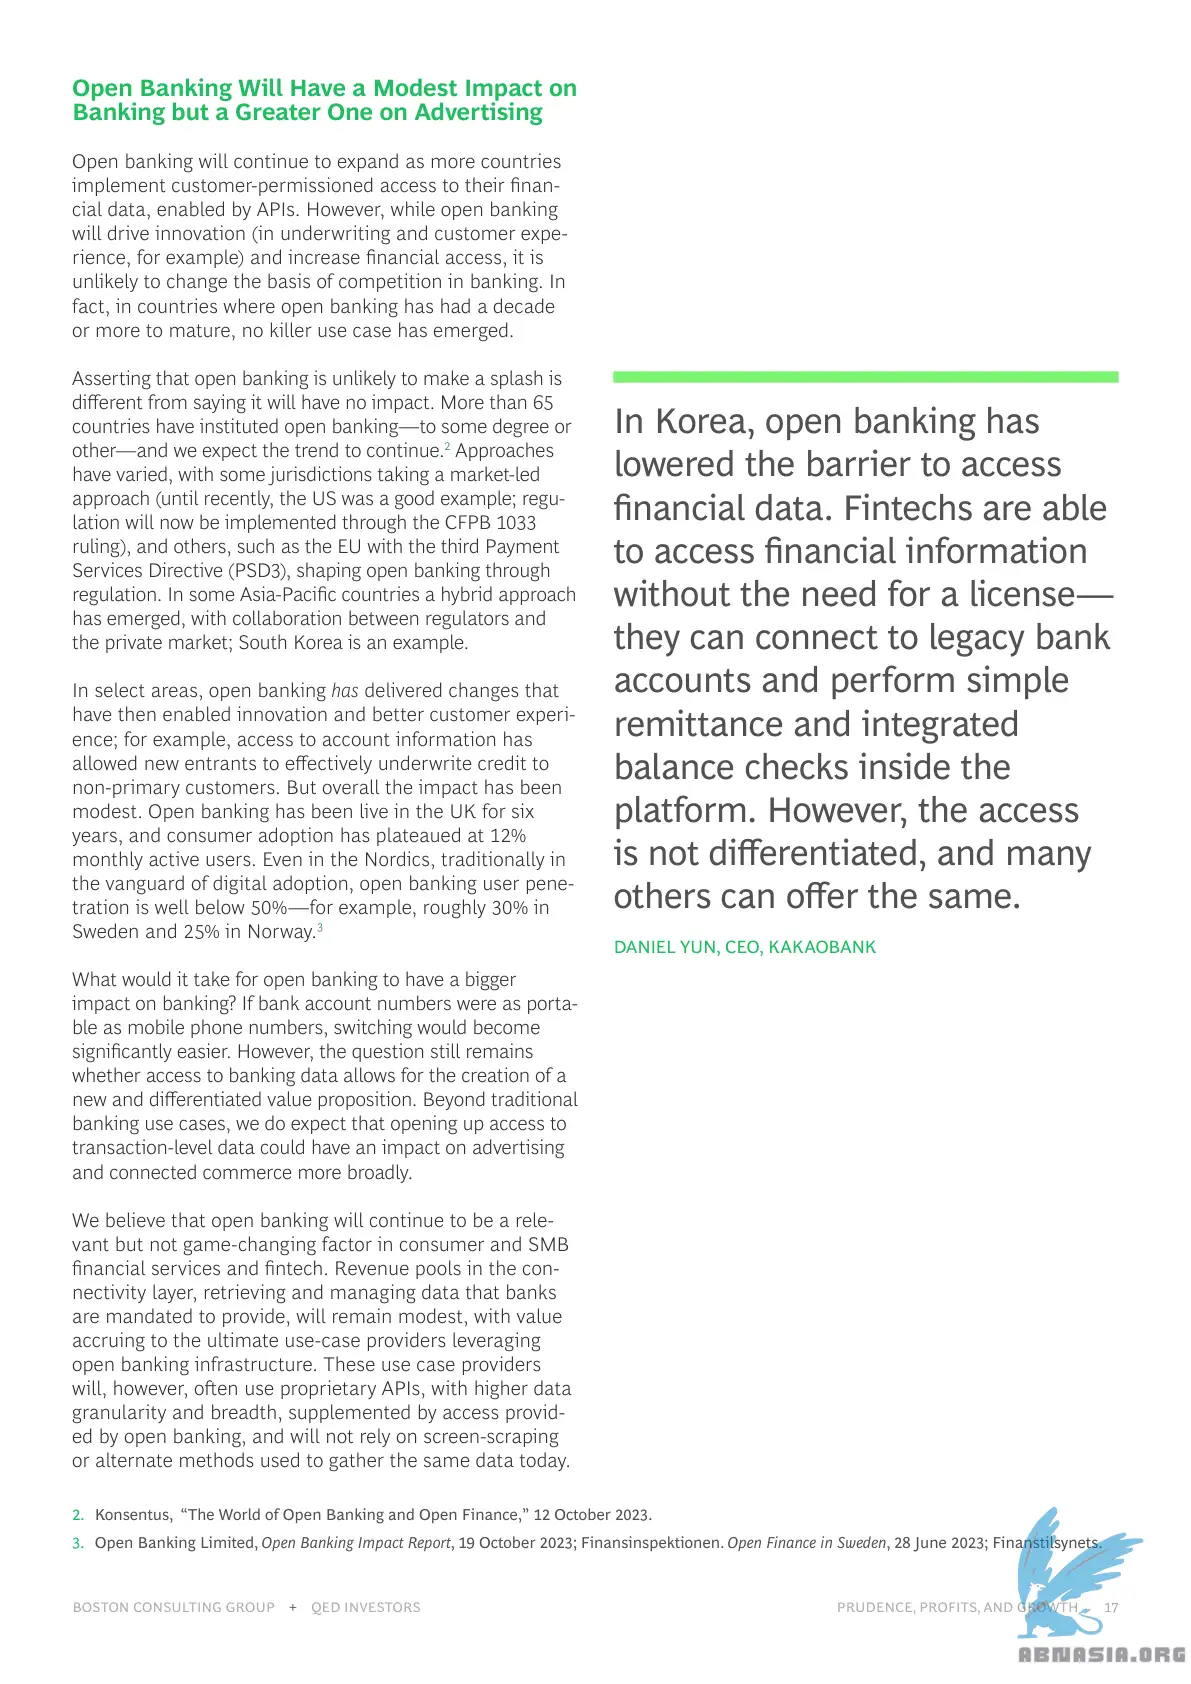 Open Banking Will Have a Modest Impact on
Banking but a Greater One on Advertising
Open banking will continue to expand as more countries
implement customer-permissioned access to their finan-
cial data, enabled by APIs. However, while open banking
will drive innovation (in underwriting and customer expe-
rience, for example) and increase financial access, it is
unlikely to change the basis of competition in banking. In
fact, in countries where open banking has had a decade
or more to mature, no killer use case has emerged.
Asserting that open banking is unlikely to make a splash is
different from saying it will have no impact. More than 65
countries have instituted open banking—to some degree or
other—and we expect the trend to continue.2 Approaches
have varied, with some jurisdictions taking a market-led
approach (until recently, the US was a good example; regu-
lation will now be implemented through the CFPB 1033
ruling), and others, such as the EU with the third Payment
Services Directive (PSD3), shaping open banking through
regulation. In some Asia-Pacific countries a hybrid approach
has emerged, with collaboration between regulators and
the private market; South Korea is an example.
In select areas, open banking has delivered changes that
have then enabled innovation and better customer experi-
ence; for example, access to account information has
allowed new entrants to effectively underwrite credit to
non-primary customers. But overall the impact has been
modest. Open banking has been live in the UK for six
years, and consumer adoption has plateaued at 12%
monthly active users. Even in the Nordics, traditionally in
the vanguard of digital adoption, open banking user pene-
tration is well below 50%—for example, roughly 30% in
Sweden and 25% in Norway.3
What would it take for open banking to have a bigger
impact on banking? If bank account numbers were as porta-
ble as mobile phone numbers, switching would become
significantly easier. However, the question still remains
whether access to banking data allows for the creation of a
new and differentiated value proposition. Beyond traditional
banking use cases, we do expect that opening up access to
transaction-level data could have an impact on advertising
and connected commerce more broadly.
We believe that open banking will continue to be a rele-
vant but not game-changing factor in consumer and SMB
financial services and fintech. Revenue pools in the con-
nectivity layer, retrieving and managing data that banks
are mandated to provide, will remain modest, with value
accruing to the ultimate use-case providers leveraging
open banking infrastructure. These use case providers
will, however, often use proprietary APIs, with higher data
granularity and breadth, supplemented by access provid-
ed by open banking, and will not rely on screen-scraping
or alternate methods used to gather the same data today.
In Korea, open banking has
lowered the barrier to access
financial data. Fintechs are able
to access financial information
without the need for a license—
they can connect to legacy bank
accounts and perform simple
remittance and integrated
balance checks inside the
platform. However, the access
is not differentiated, and many
others can offer the same.
DANIEL YUN, CEO, KAKAOBANK
2. Konsentus, “The World of Open Banking and Open Finance,” 12 October 2023.
3. Open Banking Limited, Open Banking Impact Report, 19 October 2023; Finansinspektionen. Open Finance in Sweden, 28 June 2023; Finanstilsynets.
BOSTON CONSULTING GROUP + QED INVESTORS
PRUDENCE, PROFITS, AND GROWTH 17
ABNASIA.ORG